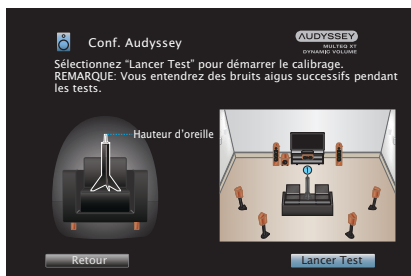 Conf. Audyssey
AUDYSSEY
MULTEQ XT
DYNAMIC VOLUME
Sélectionnez “Lancer Test” pour démarrer le calibrage.
REMARQUE: Vous entendrez des bruits aigus successifs pendant
les tests.
Hauteur d’oreille
Retour
Lancer Test